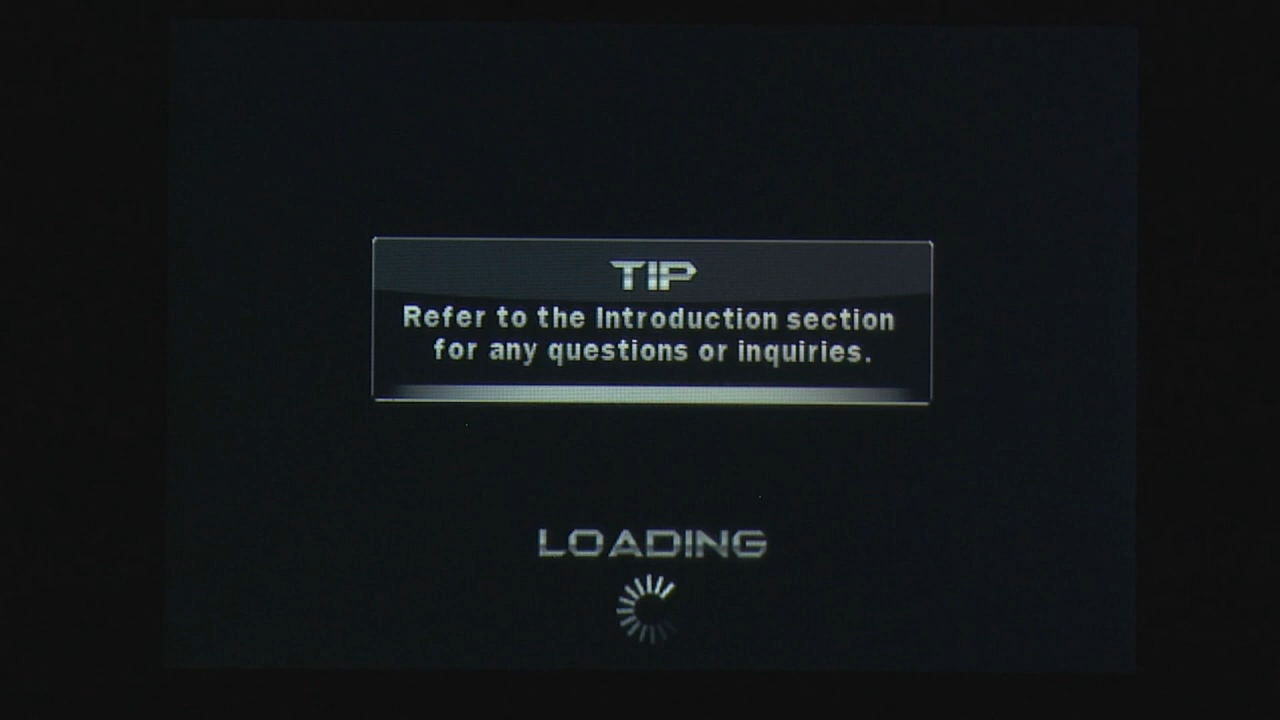 TIP
Refer to the Introduction section
for any questions or inquiries.
LOADING